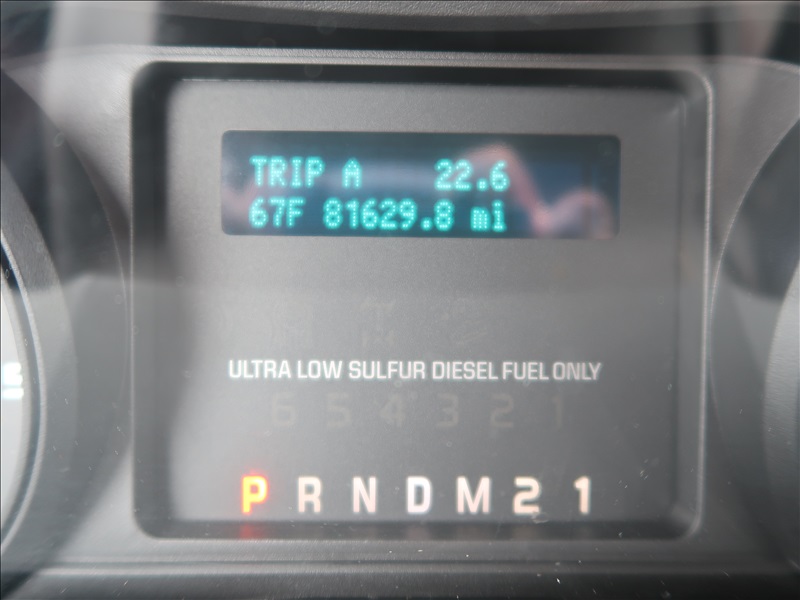 TRIP A 22.6
67F 81629.8 mi
ULTRA LOW SULFUR DIESEL FUEL ONLY
6 5 4 3 2 1
P R N D M 2 1